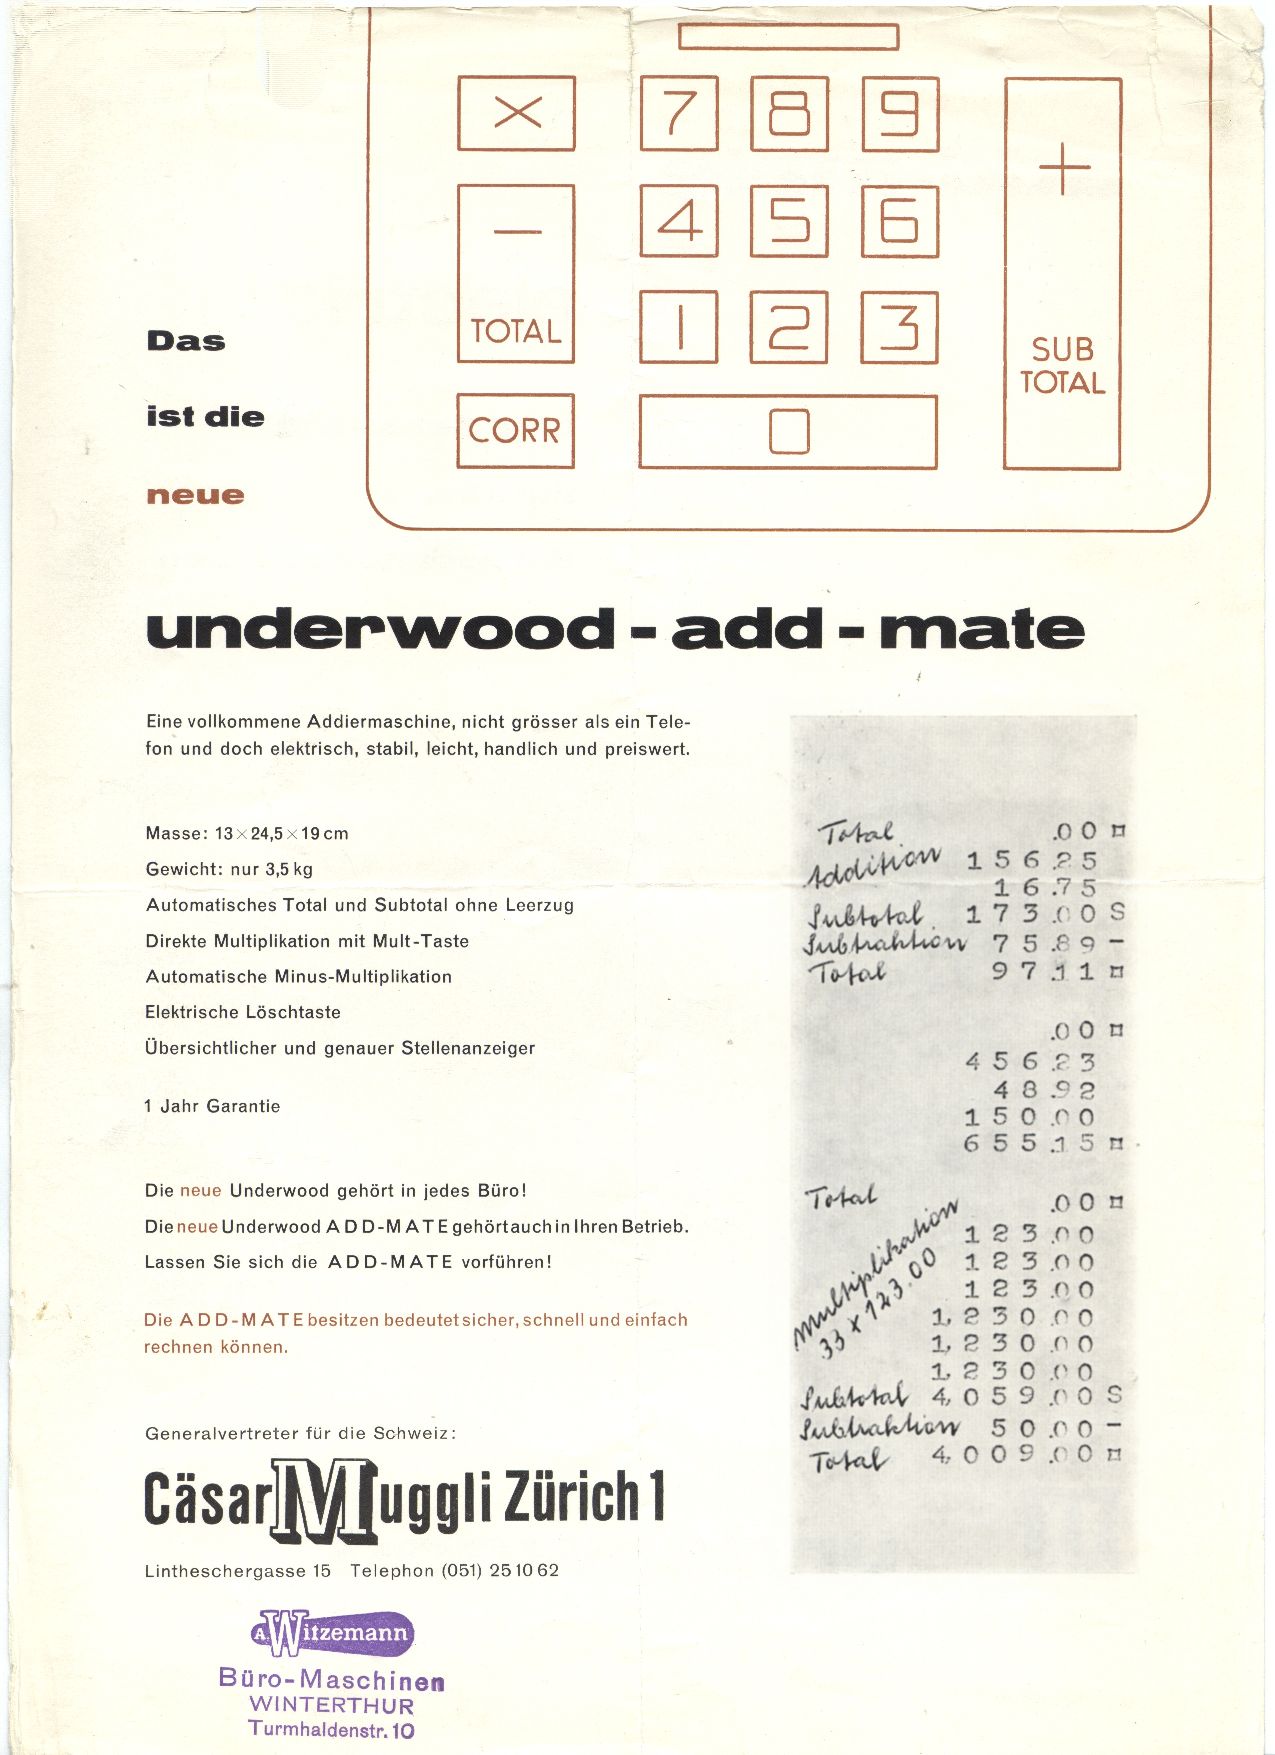 × 7 8 9 +
− 4 5 6
TOTAL 1 2 3 SUB
TOTAL
CORR 0
Das
ist die
neue
underwood - add - mate
Eine vollkommene Addiermaschine, nicht grösser als ein Tele-
fon und doch elektrisch, stabil, leicht, handlich und preiswert.
Masse: 13×24,5×19 cm
Gewicht: nur 3,5 kg
Automatisches Total und Subtotal ohne Leerzug
Direkte Multiplikation mit Mult-Taste
Automatische Minus-Multiplikation
Elektrische Löschtaste
Übersichtlicher und genauer Stellenanzeiger
1 Jahr Garantie
Die neue Underwood gehört in jedes Büro!
Die neue Underwood ADD-MATE gehört auch in Ihren Betrieb.
Lassen Sie sich die ADD-MATE vorführen!
Die ADD-MATE besitzen bedeutet sicher, schnell und einfach
rechnen können.
Generalvertreter für die Schweiz:
Cäsar Muggli Zürich 1
Lintheschergasse 15 Telephon (051) 25 10 62
A. Witzemann
Büro-Maschinen
WINTERTHUR
Turmhaldenstr. 10
Total .00 ¤
Addition 156.25
16.75
Subtotal 173.00 S
Subtraktion 75.89 −
Total 97.11 ¤
.00 ¤
456.23
48.92
150.00
655.15 ¤
Total .00 ¤
Multiplikation
33 x 123.00
123.00
123.00
123.00
1,230.00
1,230.00
1,230.00
Subtotal 4,059.00 S
Subtraktion 50.00 −
Total 4,009.00 ¤